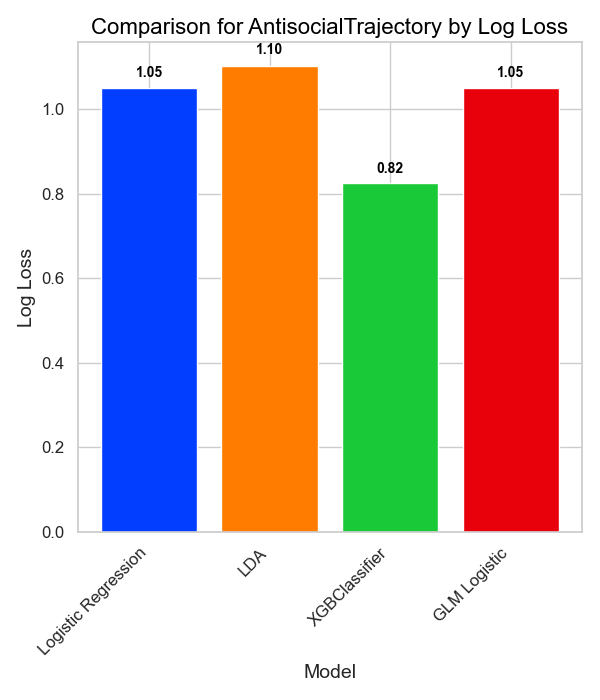 Comparison for AntisocialTrajectory by Log Loss
1.05
1.10
0.82
1.05
Log Loss
1.0
0.8
0.6
0.4
0.2
0.0
Logistic Regression
LDA
XGBClassifier
GLM Logistic
Model